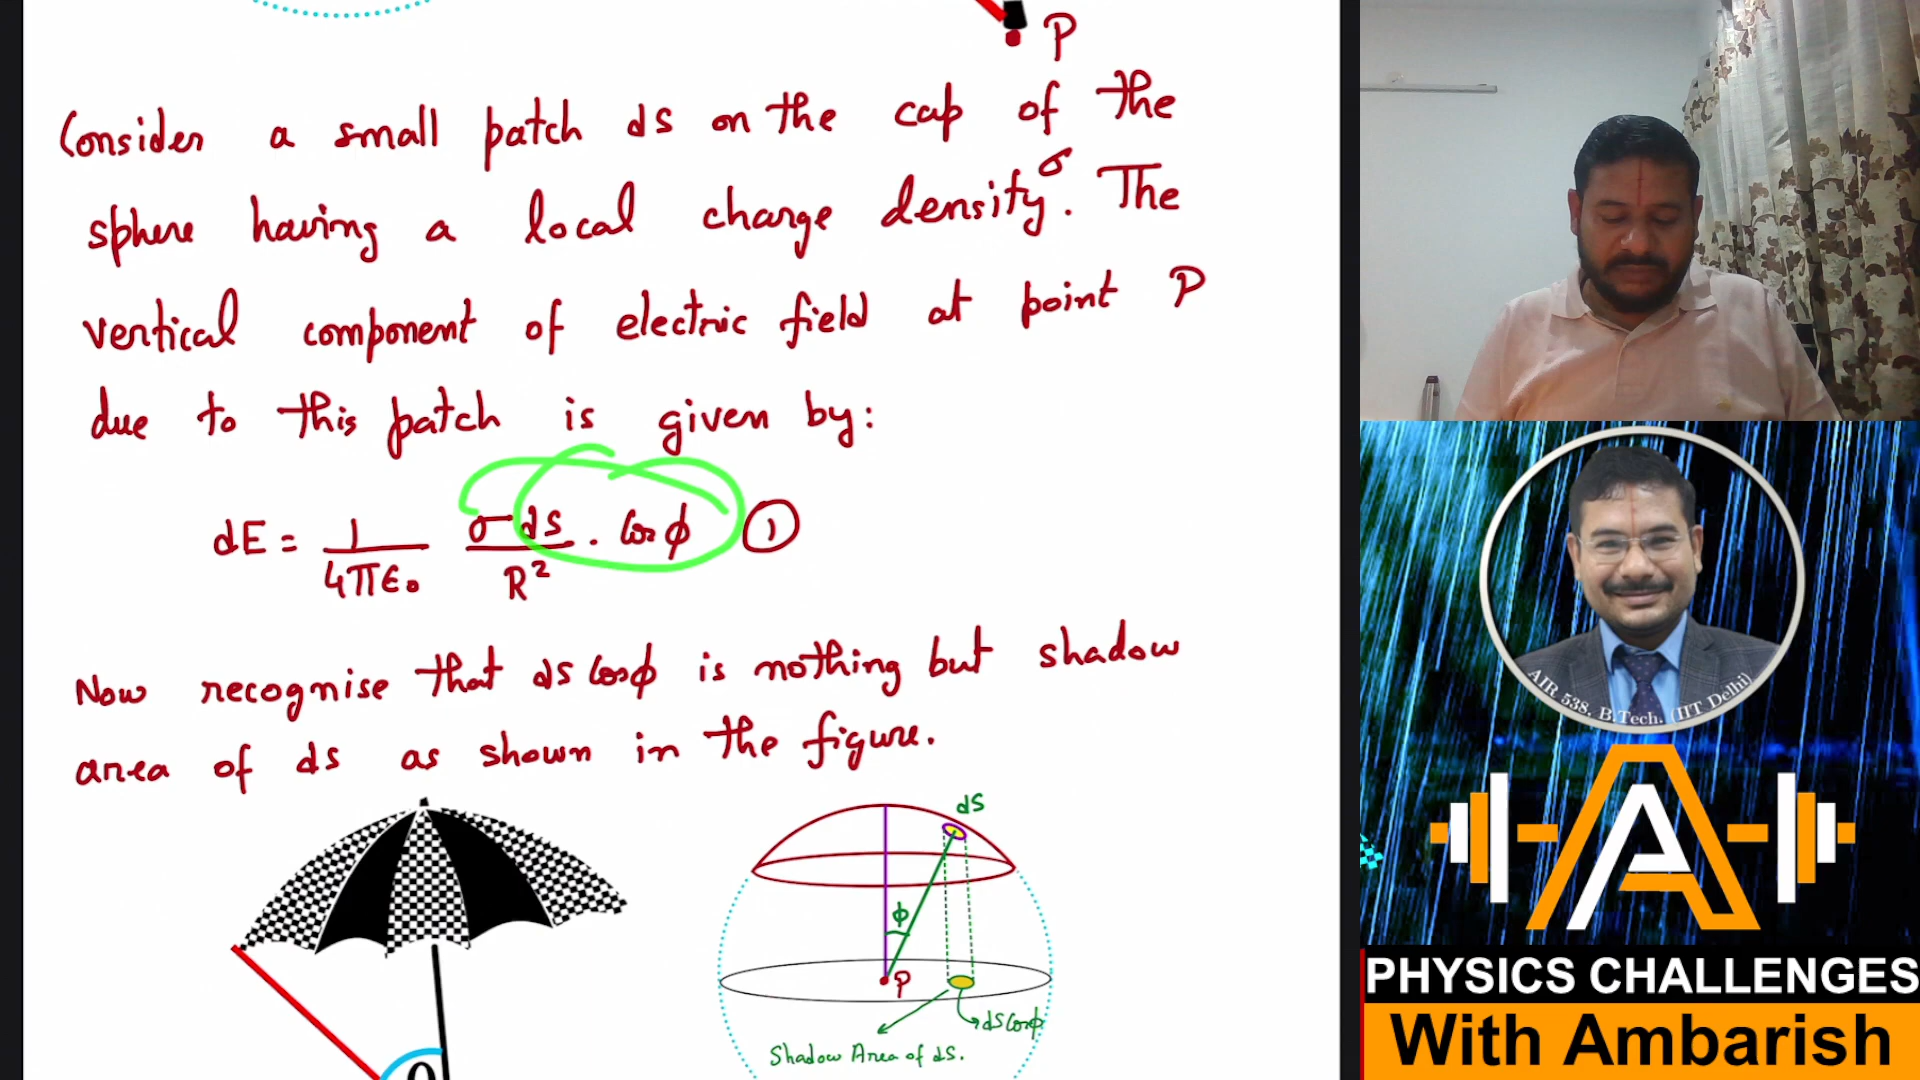 P
Consider a small patch ds on the cap of the
sphere having a local charge density σ. The
vertical component of electric field at point P
due to this patch is given by:
dE = 1/4πϵ₀ σ ds/R² . Cos ϕ ①
Now recognise that ds Cosϕ is nothing but shadow
area of ds as shown in the figure.
ds
ϕ
P
ds Cosϕ
Shadow Area of ds.
AIR 538, B.Tech. (IIT Delhi)
A
PHYSICS CHALLENGES
With Ambarish